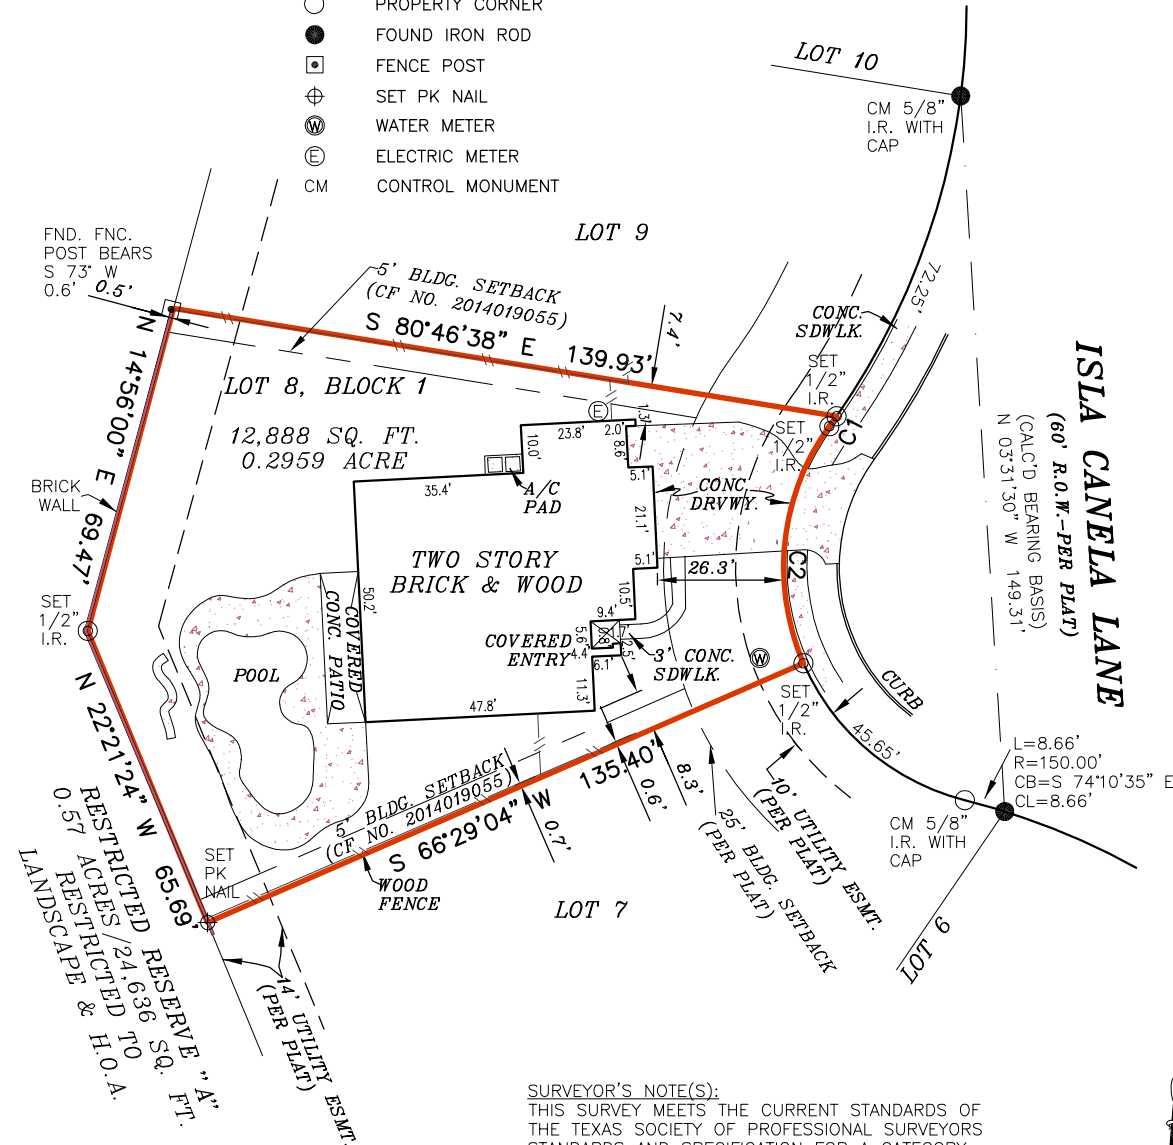 PROPERTY CORNER
FOUND IRON ROD
FENCE POST
SET PK NAIL
W WATER METER
E ELECTRIC METER
CM CONTROL MONUMENT
LOT 10
CM 5/8"
I.R. WITH
CAP
LOT 9
FND. FNC.
POST BEARS
S 73° W
0.6'
0.5'
5' BLDG. SETBACK
(CF NO. 2014019055)
S 80°46'38" E 139.93'
7.4'
72.25'
CONC.
SDWLK.
SET
1/2"
I.R.
SET
1/2"
I.R.
C1
ISLA CANELA LANE
(60' R.O.W.-PER PLAT)
(CALC'D BEARING BASIS)
N 03°31'30" W 149.31'
N 14°56'00" E 69.47'
LOT 8, BLOCK 1
12,888 SQ. FT.
0.2959 ACRE
BRICK
WALL
E
23.8'
2.0'
1.3'
8.6'
10.0'
5.1'
35.4'
A/C
PAD
21.1'
CONC.
DRVWY.
TWO STORY
BRICK & WOOD
5.1'
26.3'
C2
10.5'
50.2'
9.4'
5.6'
4.4'
6.1'
2.5'
11.3'
47.8'
COVERED
ENTRY
3' CONC.
SDWLK.
COVERED
CONC. PATIO
POOL
SET
1/2"
I.R.
W
SET
1/2"
I.R.
CURB
45.65'
L=8.66'
R=150.00'
CB=S 74°10'35" E
CL=8.66'
CM 5/8"
I.R. WITH
CAP
N 22°21'24" W 65.69'
5' BLDG. SETBACK
(CF NO. 2014019055)
S 66°29'04" W 135.40'
0.7'
0.6'
8.3'
10' UTILITY ESMT.
(PER PLAT)
25' BLDG. SETBACK
(PER PLAT)
SET
PK
NAIL
WOOD
FENCE
LOT 7
LOT 6
RESTRICTED RESERVE "A"
0.57 ACRES/24,636 SQ. FT.
RESTRICTED TO
LANDSCAPE & H.O.A.
14' UTILITY ESMT.
(PER PLAT)
SURVEYOR'S NOTE(S):
THIS SURVEY MEETS THE CURRENT STANDARDS OF
THE TEXAS SOCIETY OF PROFESSIONAL SURVEYORS
STANDARDS AND SPECIFICATION FOR A CATEGORY